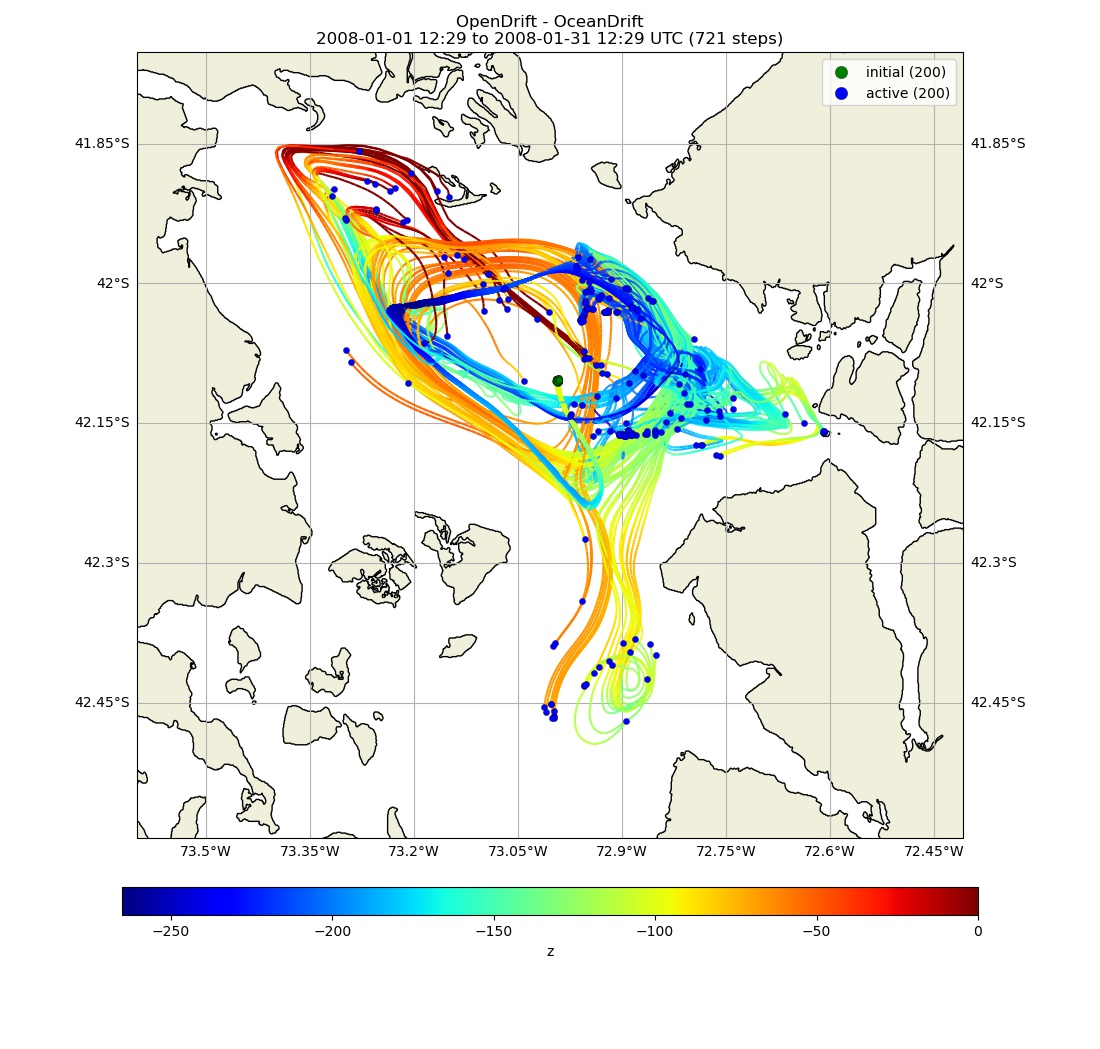 OpenDrift - OceanDrift
2008-01-01 12:29 to 2008-01-31 12:29 UTC (721 steps)
initial (200)
active (200)
41.85°S 41.85°S
42°S 42°S
42.15°S 42.15°S
42.3°S 42.3°S
42.45°S 42.45°S
73.5°W 73.35°W 73.2°W 73.05°W 72.9°W 72.75°W 72.6°W 72.45°W
−250 −200 −150 −100 −50 0
z